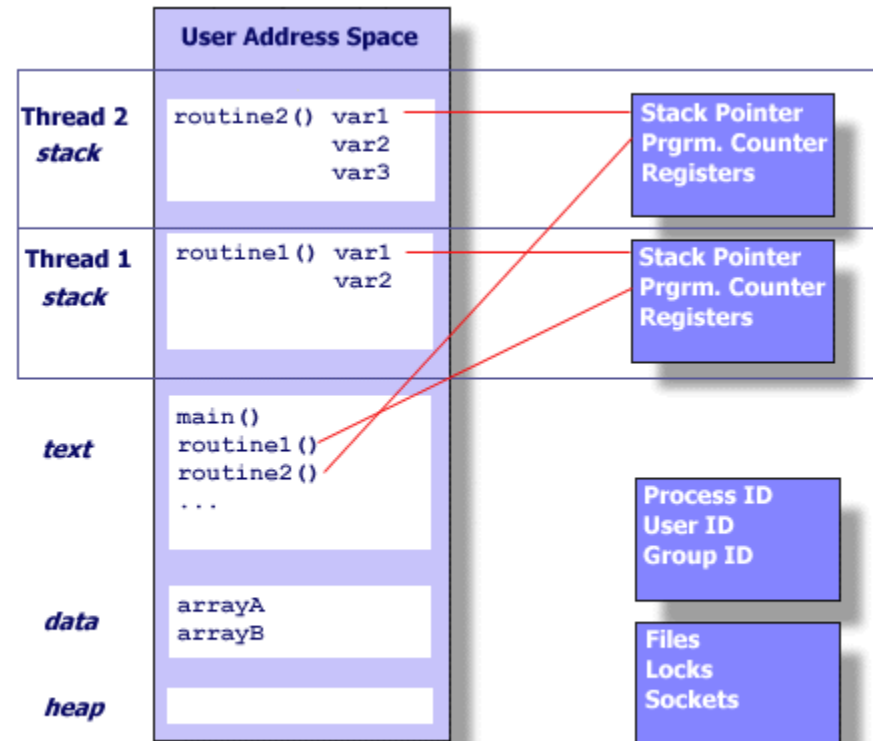 User Address Space
Thread 2
stack
routine2() var1
var2
var3
Stack Pointer
Prgrm. Counter
Registers
Thread 1
stack
routine1() var1
var2
Stack Pointer
Prgrm. Counter
Registers
text
main()
routine1()
routine2()
...
Process ID
User ID
Group ID
data
arrayA
arrayB
Files
Locks
Sockets
heap